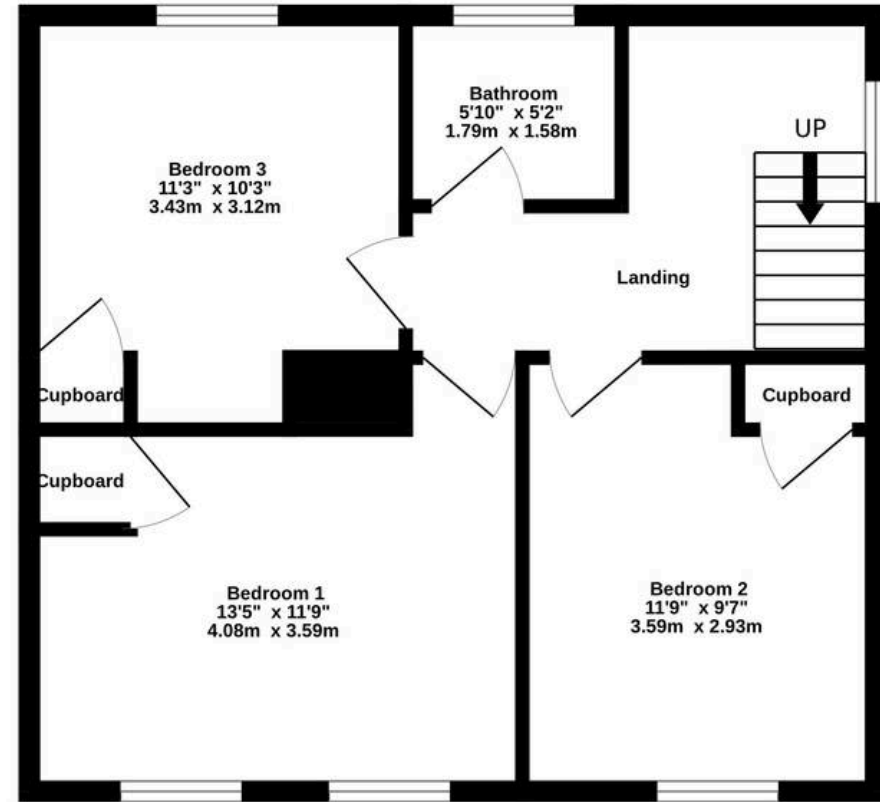 Bathroom
5'10" x 5'2"
1.79m x 1.58m
UP
Bedroom 3
11'3" x 10'3"
3.43m x 3.12m
Landing
Cupboard
Cupboard
Cupboard
Bedroom 1
13'5" x 11'9"
4.08m x 3.59m
Bedroom 2
11'9" x 9'7"
3.59m x 2.93m